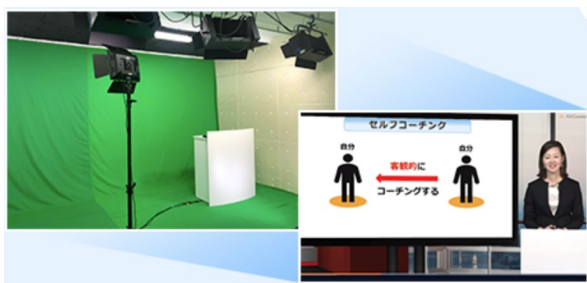 セルフコーチング
自分
自分
客観的に
コーチングする